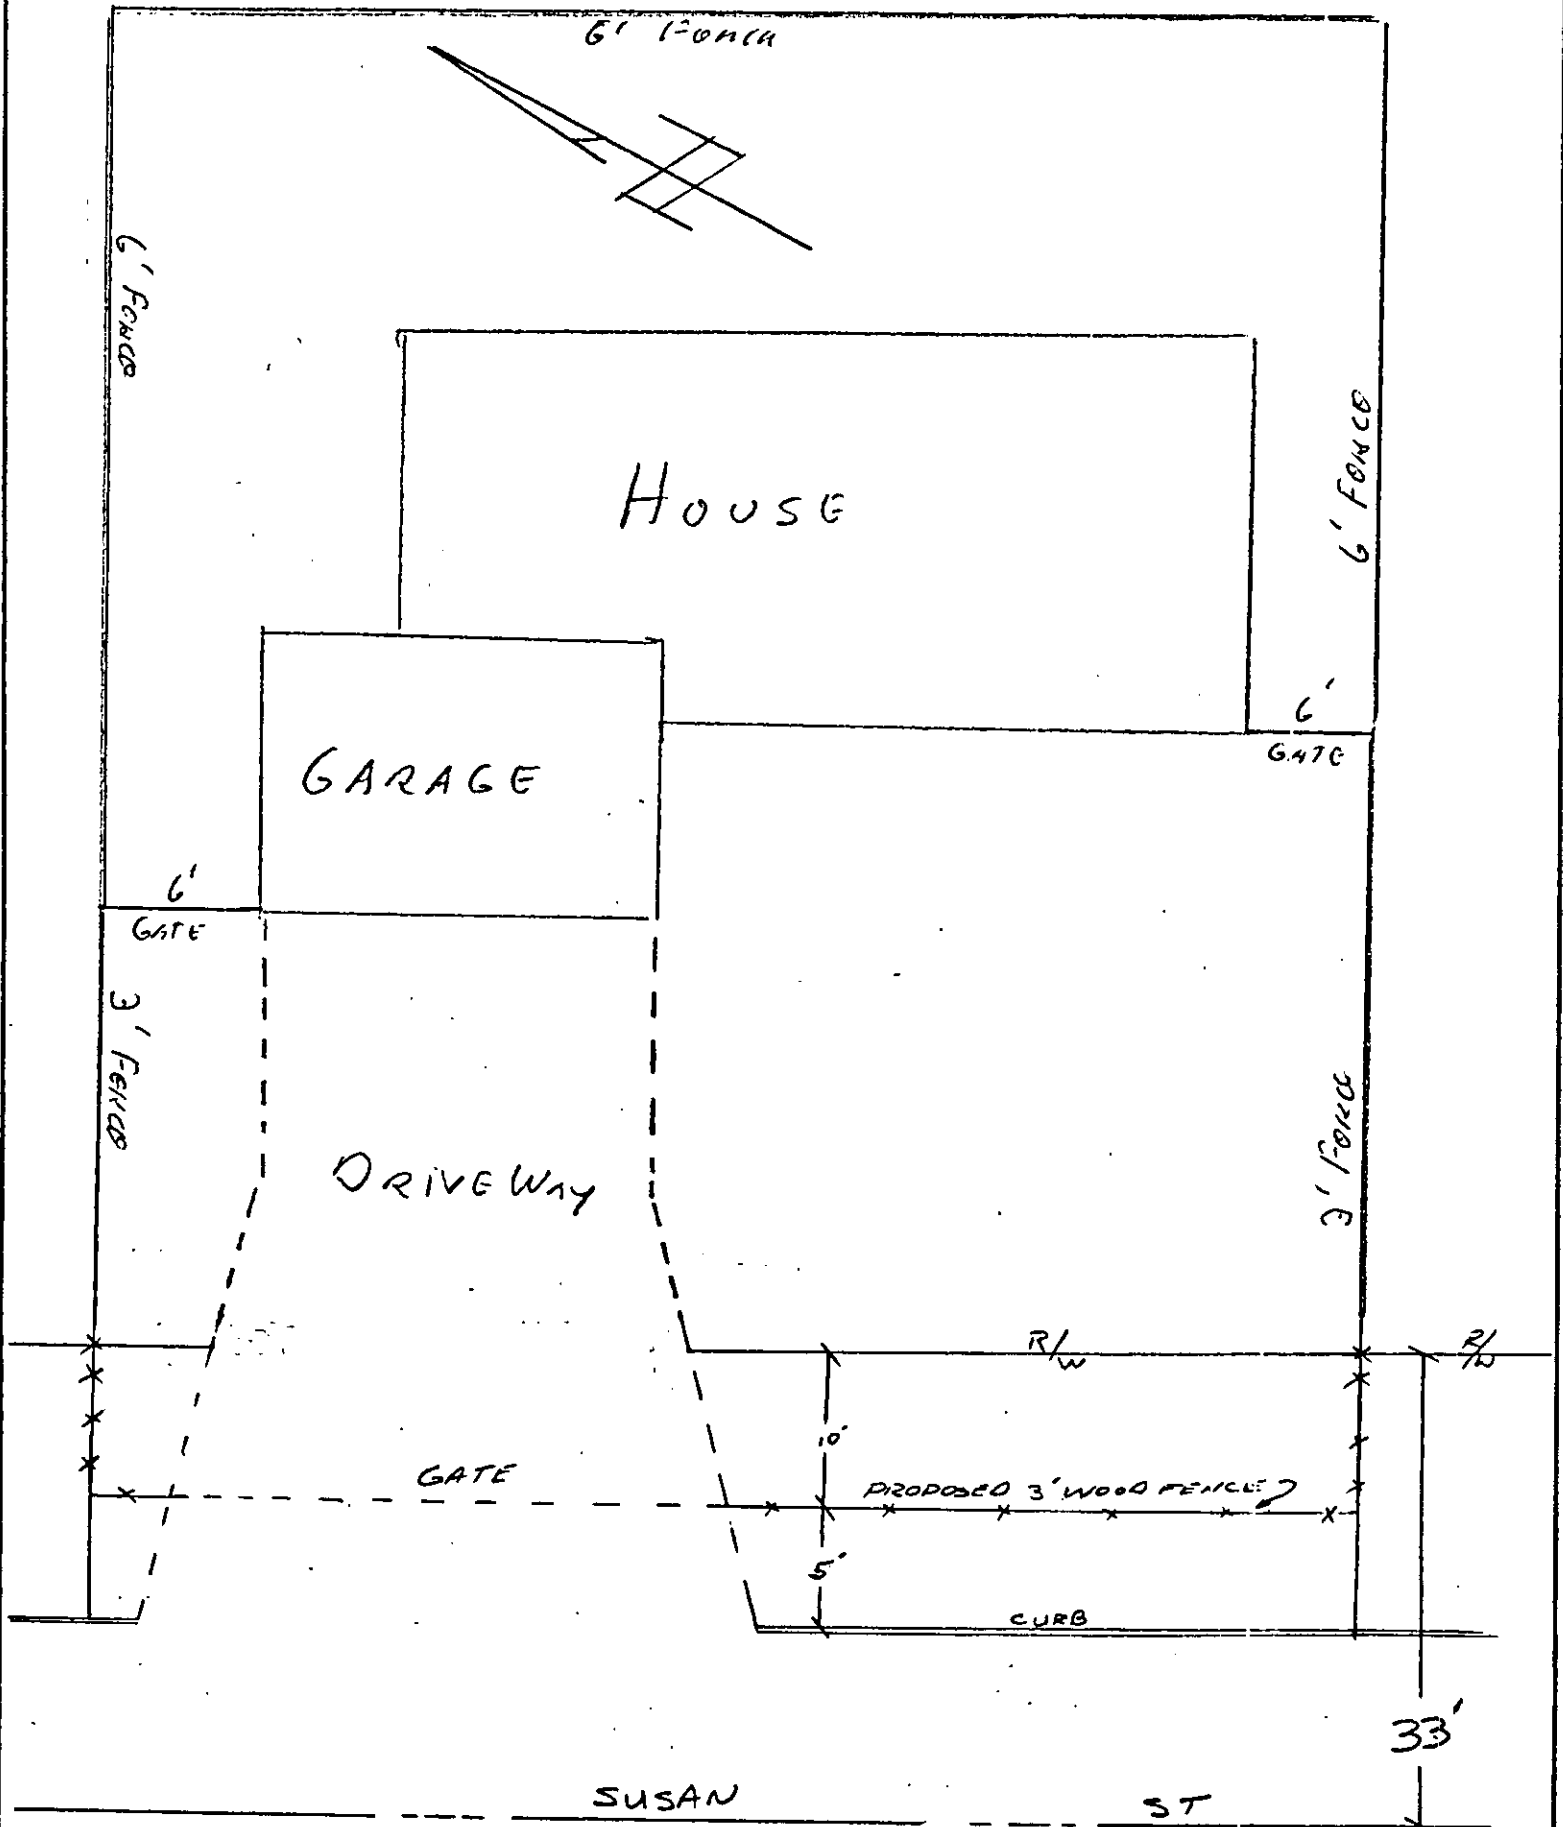 6' Fence
6' Fence
6' Fence
HOUSE
6'
GATE
GARAGE
6'
GATE
3' Fence
3' Fence
DRIVEWAY
R/W
R/W
10'
GATE
PROPOSED 3' WOOD FENCE
5'
CURB
33'
SUSAN ST